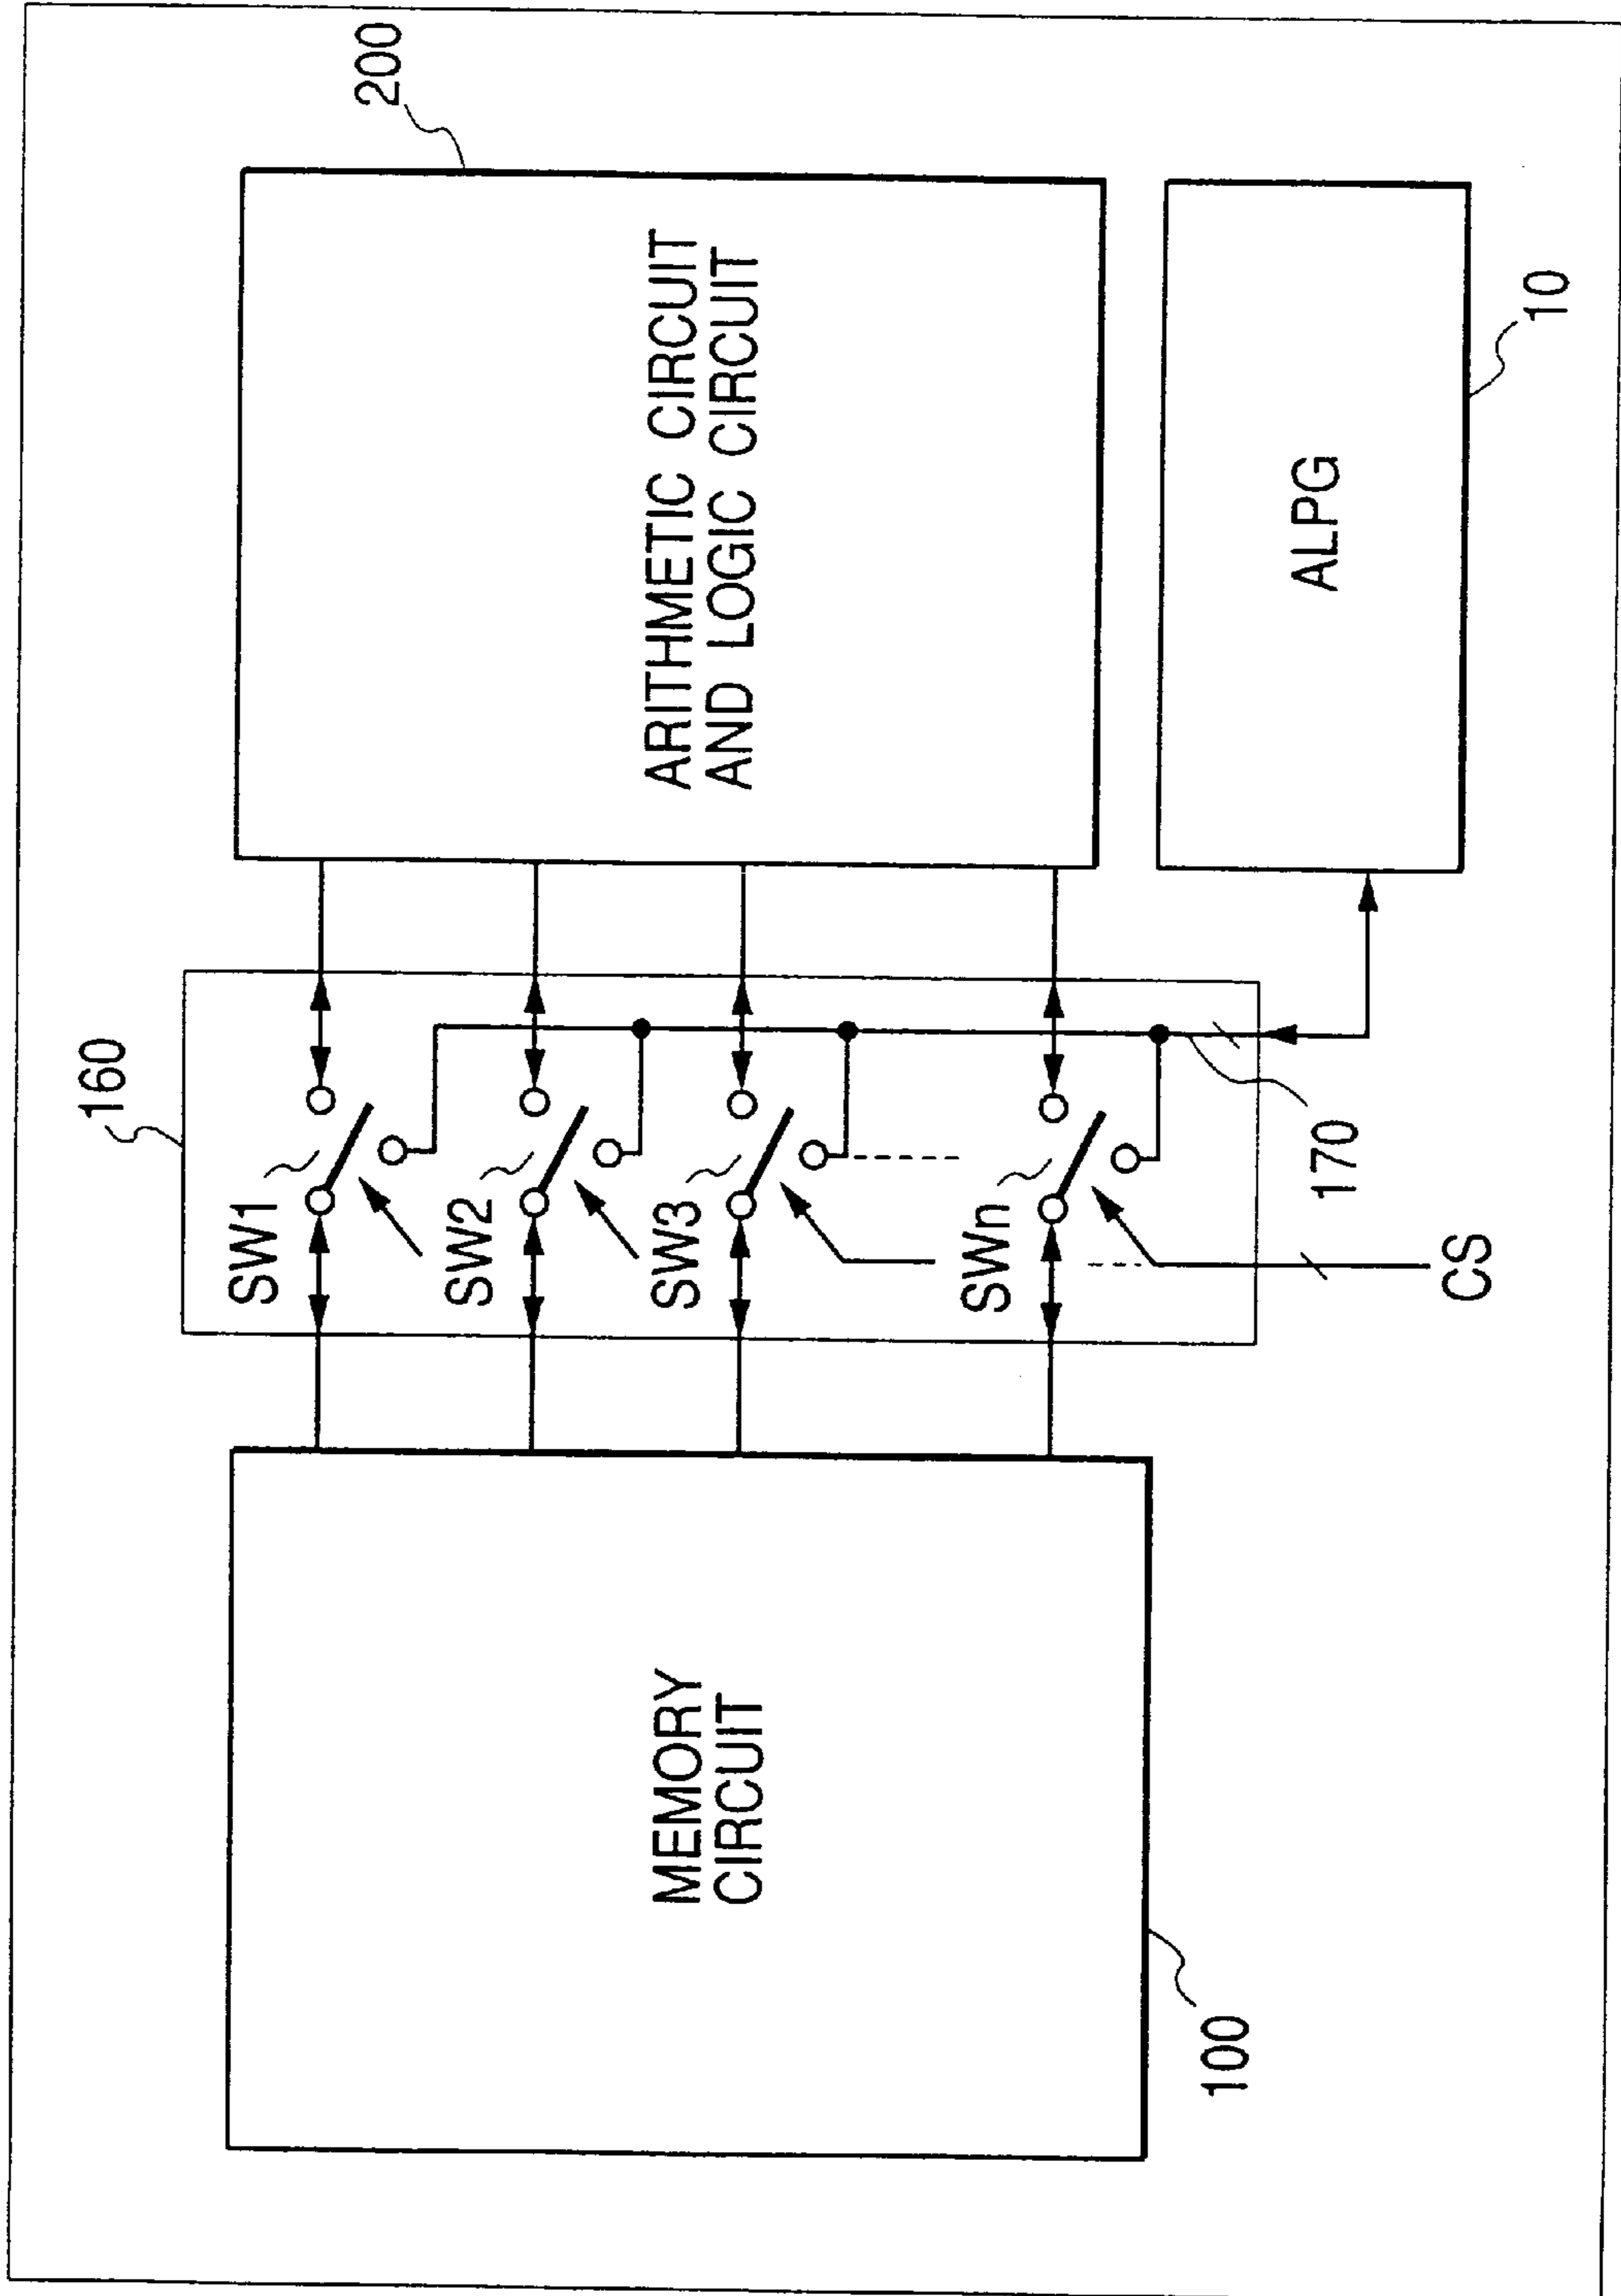 160
200
SW1
SW2
SW3
SWn
MEMORY
CIRCUIT
ARITHMETIC CIRCUIT
AND LOGIC CIRCUIT
ALPG
100
CS
170
10